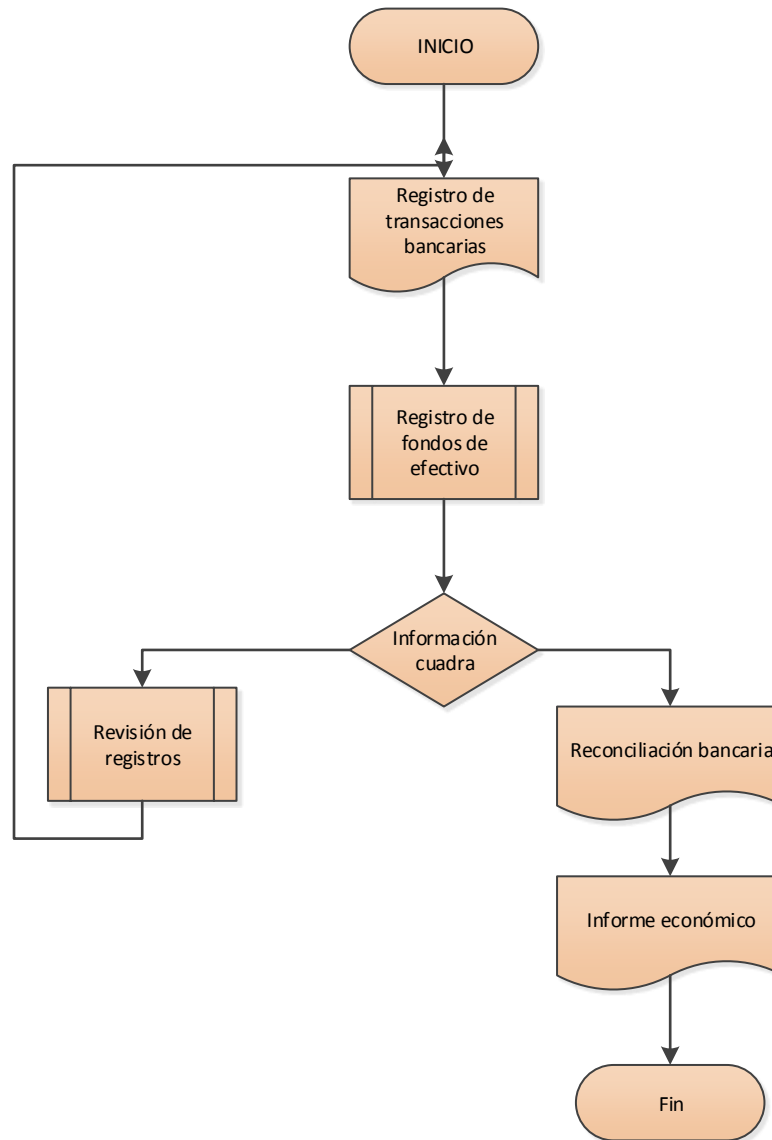 INICIO
Registro de
transacciones
bancarias
Registro de
fondos de
efectivo
Información
cuadra
Revisión de
registros
Reconciliación bancaria
Informe económico
Fin